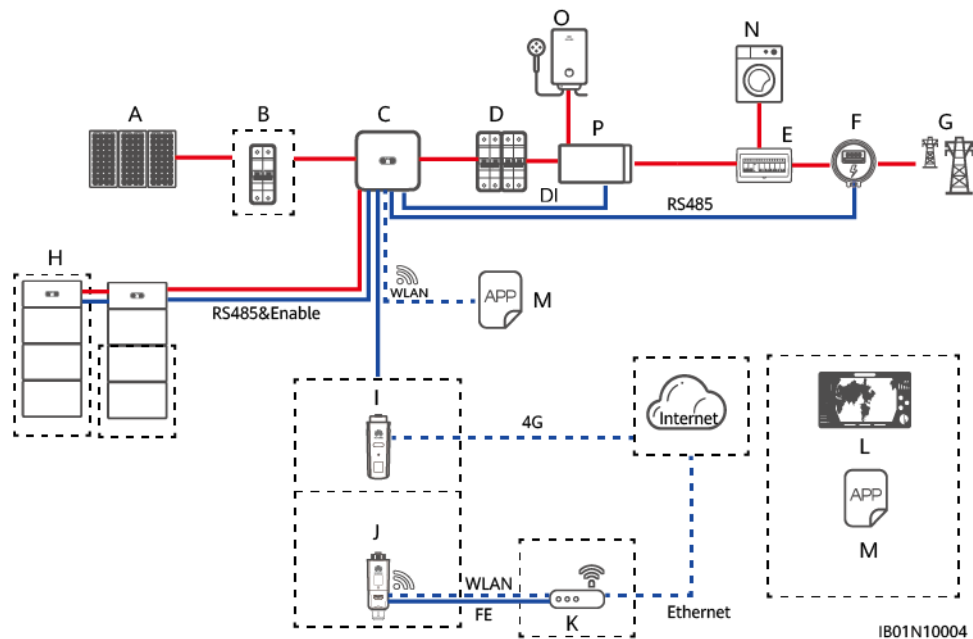 O
N
A
B
C
D
P
E
F
G
DI
RS485
H
WLAN
APP
M
RS485&Enable
I
4G
Internet
L
APP
M
J
WLAN
FE
K
Ethernet
IB01N10004